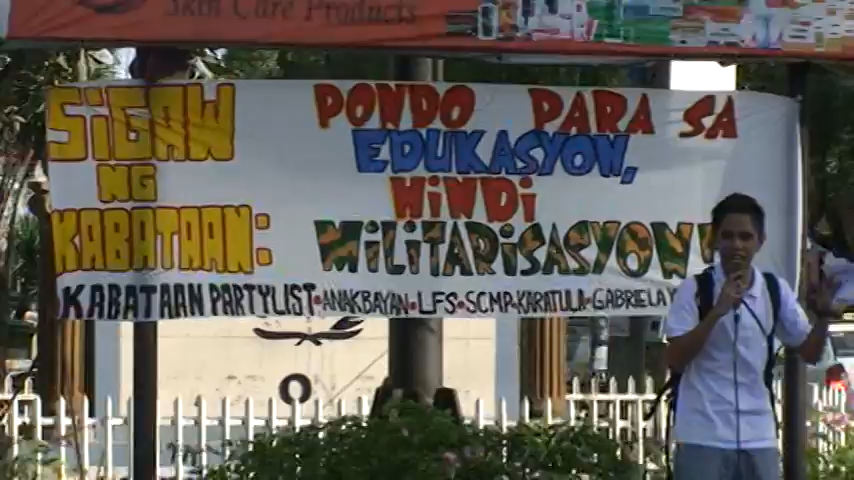 Skin Care Products
SiGAW
NG
KABATAAN:
PONDO PARA SA
EDUKASYON,
HiNDi
MiLiTARiSASYON!
KABATAAN PARTYLIST•ANAKBAYAN•LFS•SCMP•KARATULA•GABRIELA